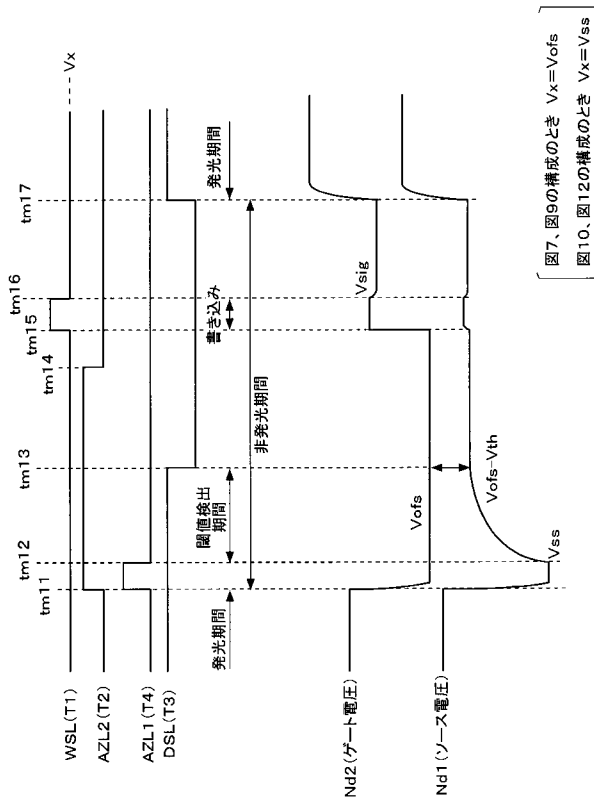 tm11
tm12
tm13
tm14
tm15
tm16
tm17
WSL(T1)
Vx
AZL2(T2)
AZL1(T4)
DSL(T3)
発光期間
閾値検出
期間
書き込み
発光期間
非発光期間
Nd2(ゲート電圧)
Vofs
Vsig
Nd1(ソース電圧)
Vss
Vofs-Vth
図7、図9の構成のとき Vx=Vofs
図10、図12の構成のとき Vx=Vss